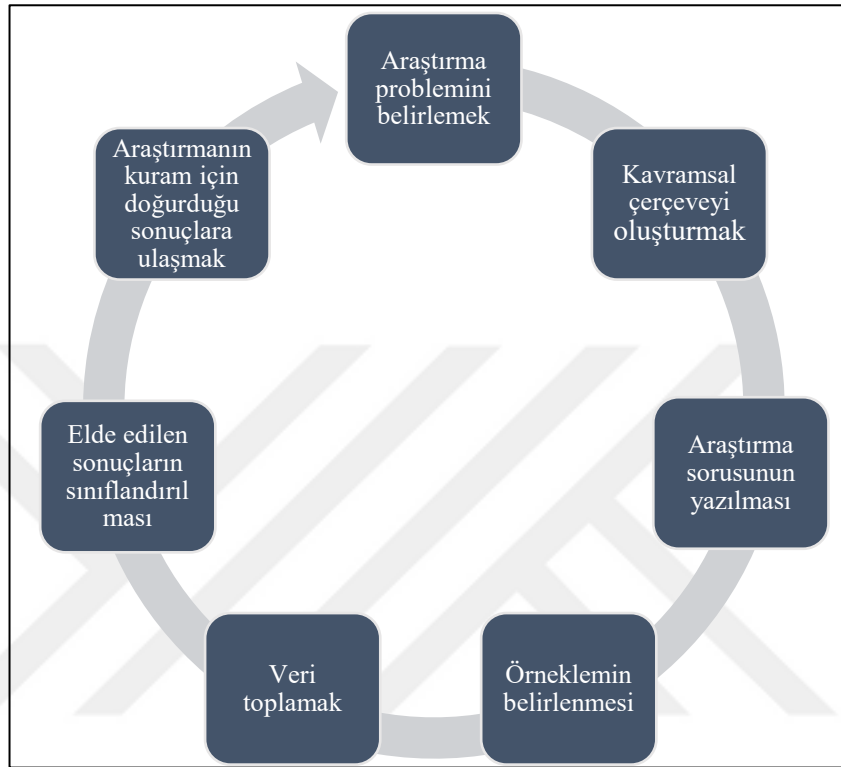 Araştırma
problemini
belirlemek
Kavramsal
çerçeveyi
oluşturmak
Araştırma
sorusunun
yazılması
Örneklemin
belirlenmesi
Veri
toplamak
Elde edilen
sonuçların
sınıflandırıl
ması
Araştırmanın
kuram için
doğurduğu
sonuçlara
ulaşmak